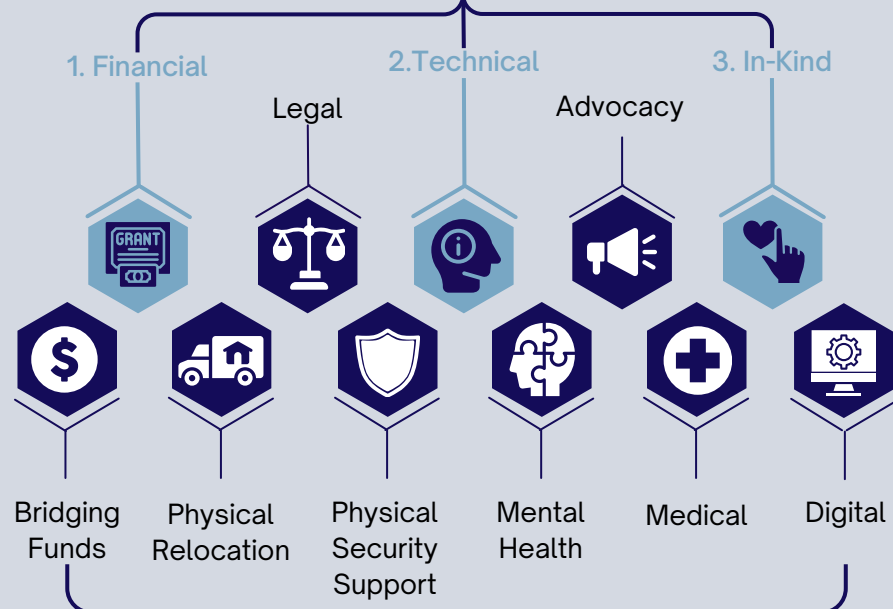 1. Financial
2.Technical
3. In-Kind
Legal
Advocacy
GRANT
Bridging
Funds
Physical
Relocation
Physical
Security
Support
Mental
Health
Medical
Digital